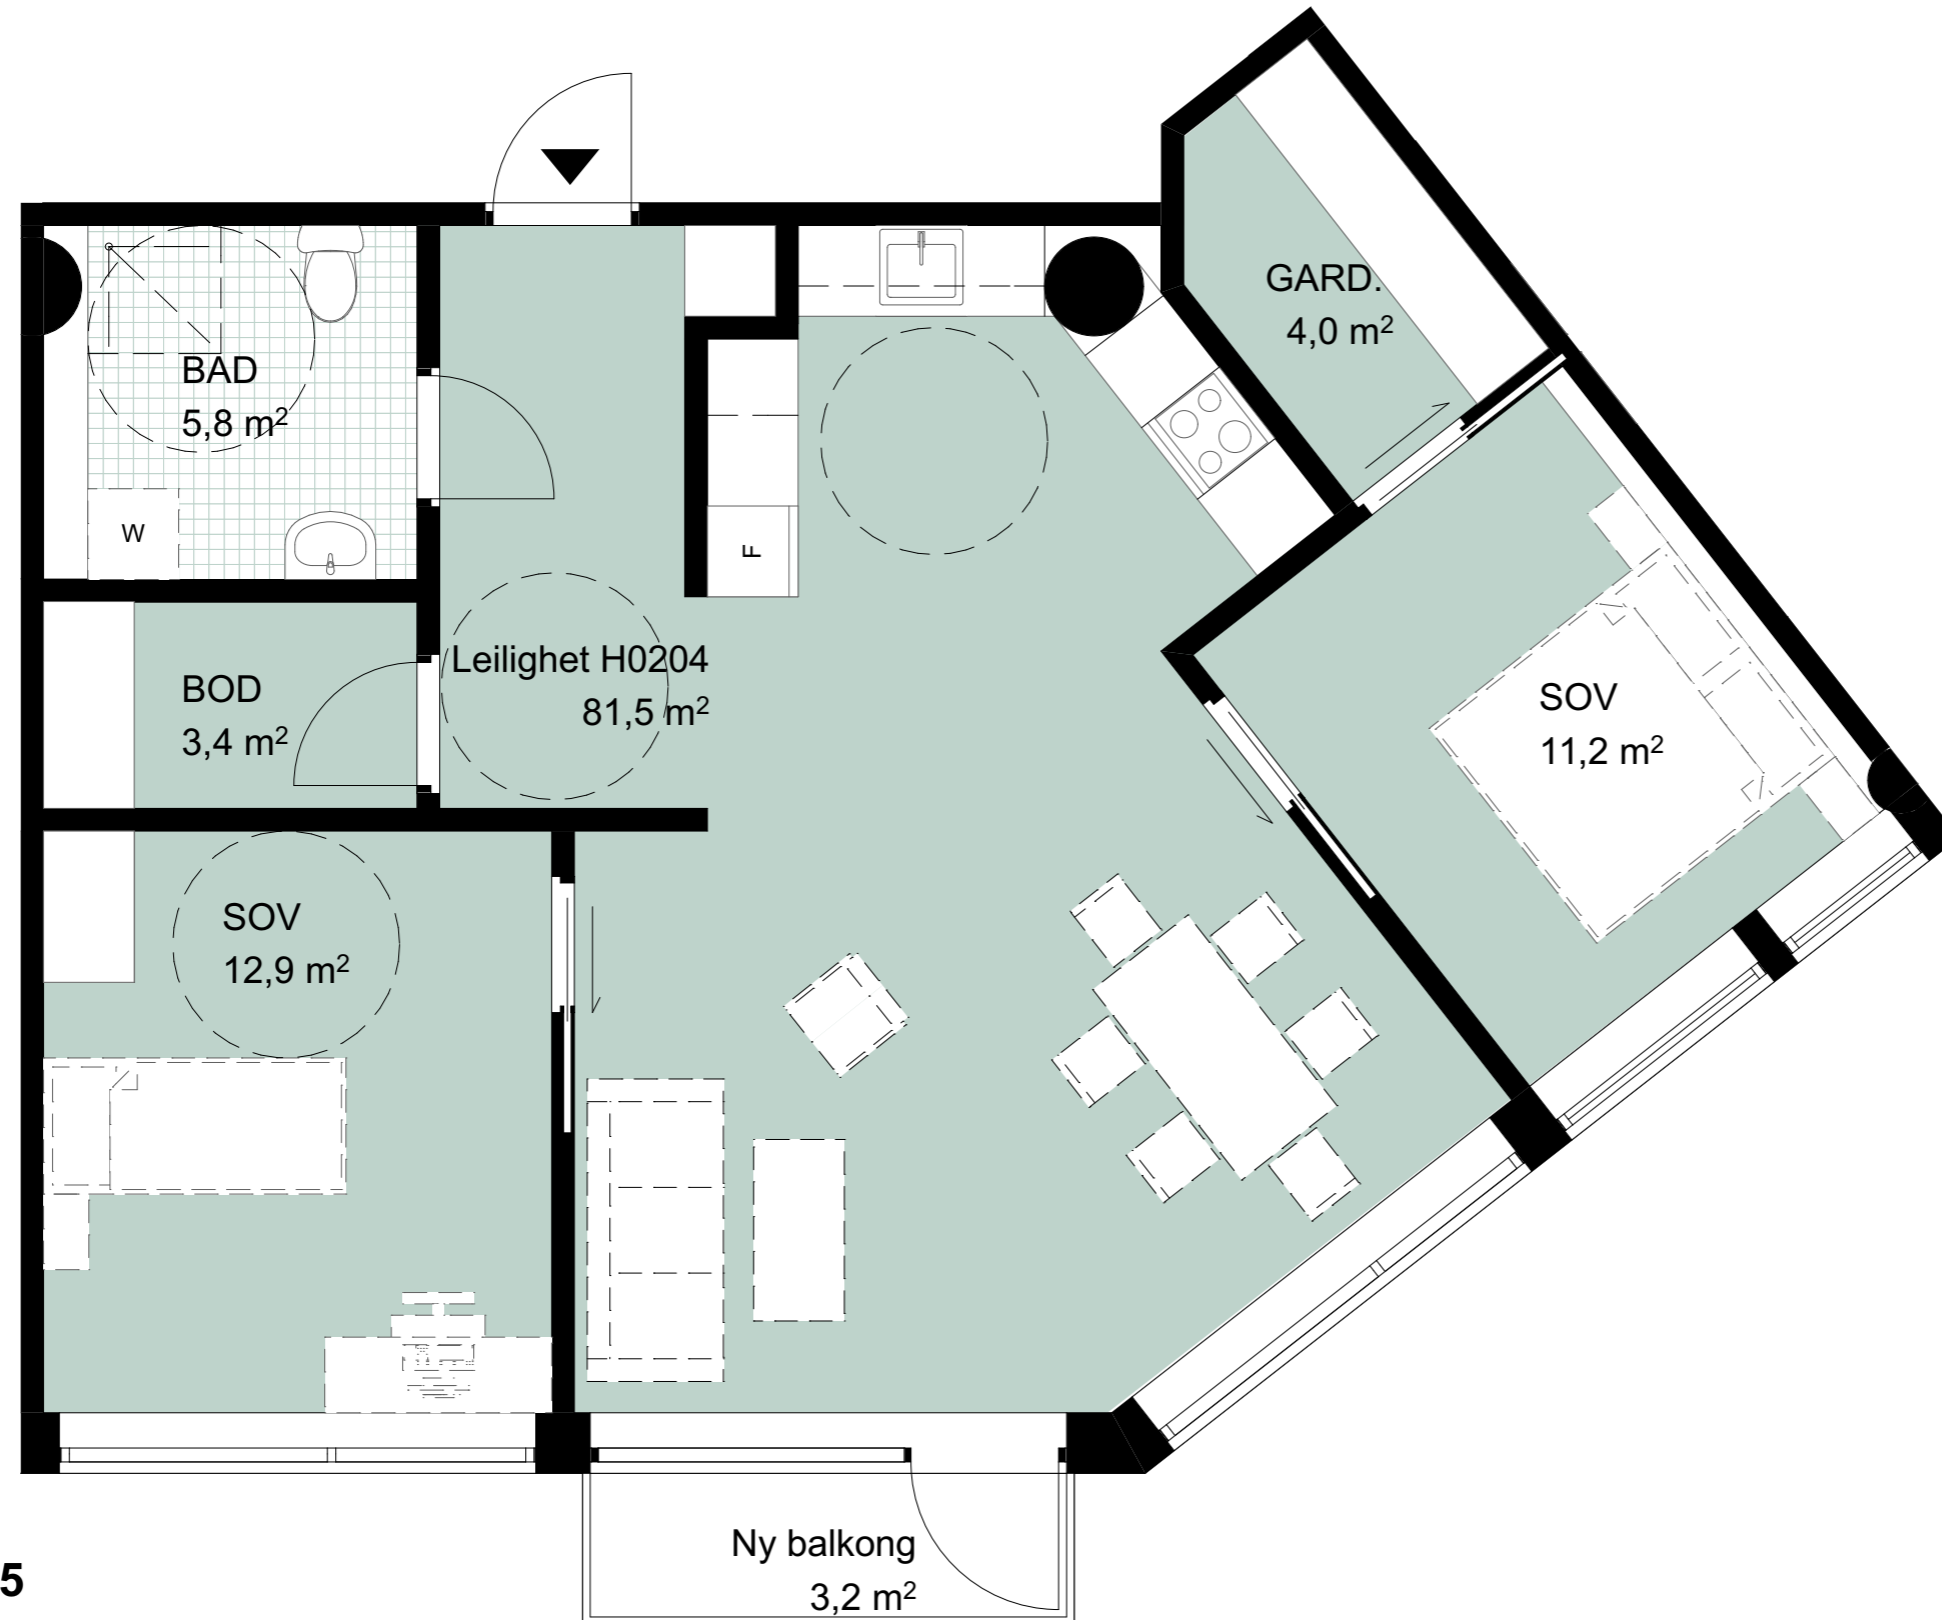 GARD.
4,0 m²
BAD
5,8 m²
W
F
Leilighet H0204
81,5 m²
BOD
3,4 m²
SOV
11,2 m²
SOV
12,9 m²
Ny balkong
3,2 m²
5